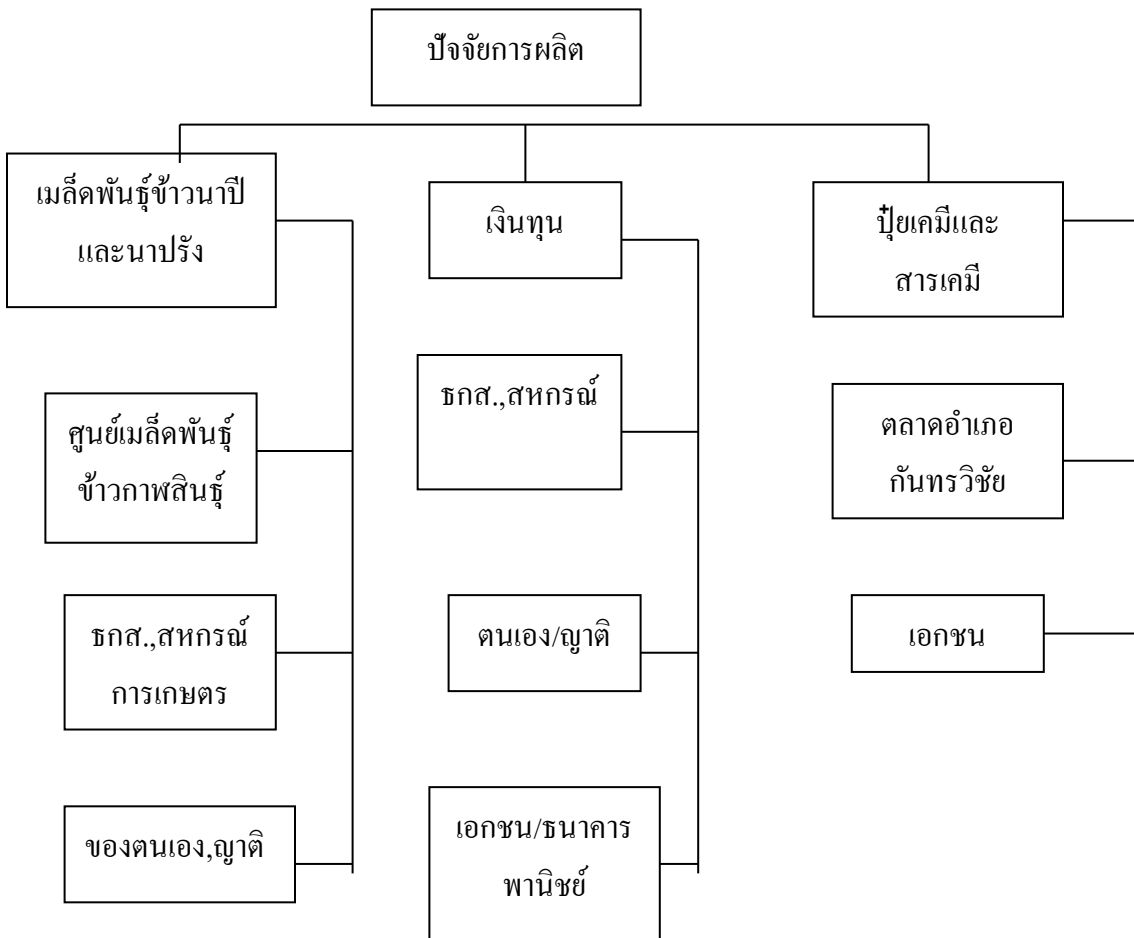 ปัจจัยการผลิต
เมล็ดพันธุ์ข้าวนาปี
และนาปรัง
ศูนย์เมล็ดพันธุ์
ข้าวกาฬสินธุ์
ธกส.,สหกรณ์
การเกษตร
ของตนเอง,ญาติ
เงินทุน
ธกส.,สหกรณ์
ตนเอง/ญาติ
เอกชน/ธนาคาร
พานิชย์
ปุ๋ยเคมีและ
สารเคมี
ตลาดอำเภอ
กันทรวิชัย
เอกชน